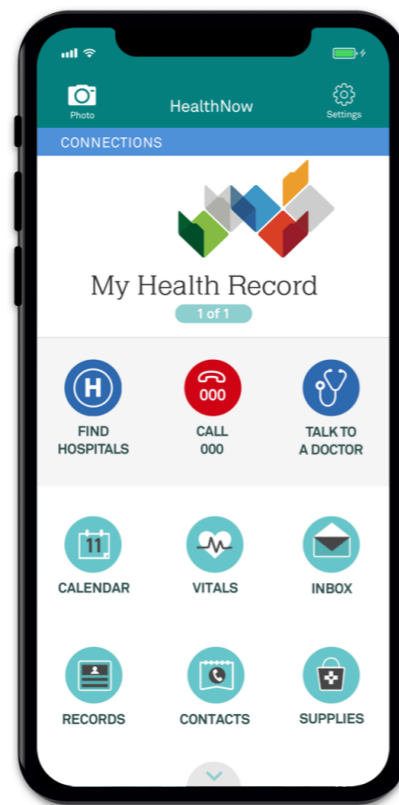 HealthNow
Photo
Settings
CONNECTIONS
My Health Record
1 of 1
H
000
FIND
HOSPITALS
CALL
000
TALK TO
A DOCTOR
11
CALENDAR
VITALS
INBOX
RECORDS
CONTACTS
SUPPLIES